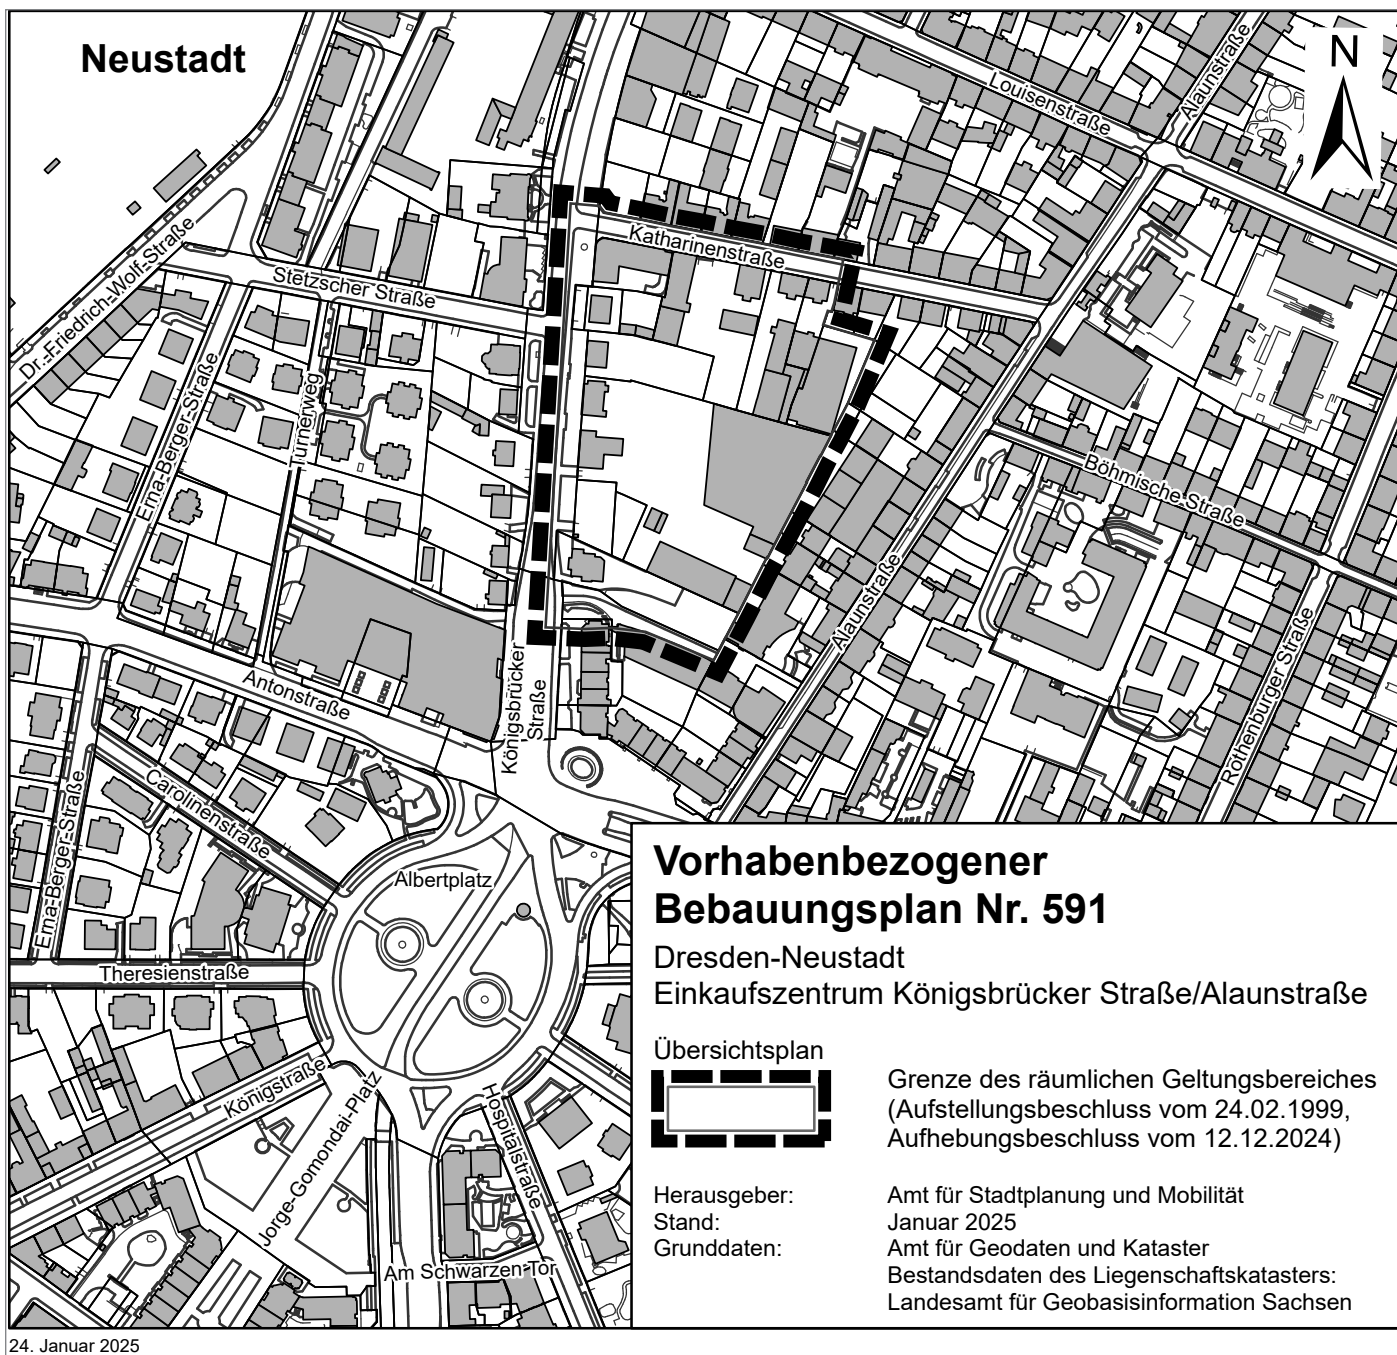 Neustadt
N
Louisenstraße
Alaunstraße
Katharinenstraße
Stetzscher Straße
Dr.-Friedrich-Wolf-Straße
Erna-Berger-Straße
Turnerweg
Böhmische Straße
Alaunstraße
Rothenburger Straße
Königsbrücker
Straße
Antonstraße
Carolinenstraße
Erna-Berger-Straße
Albertplatz
Theresienstraße
Königstraße
Jorge-Gomondai-Platz
Hospitalstraße
Am Schwarzen Tor
Vorhabenbezogener
Bebauungsplan Nr. 591
Dresden-Neustadt
Einkaufszentrum Königsbrücker Straße/Alaunstraße
Übersichtsplan
Grenze des räumlichen Geltungsbereiches
(Aufstellungsbeschluss vom 24.02.1999,
Aufhebungsbeschluss vom 12.12.2024)
Herausgeber: Amt für Stadtplanung und Mobilität
Stand: Januar 2025
Grunddaten: Amt für Geodaten und Kataster
Bestandsdaten des Liegenschaftskatasters:
Landesamt für Geobasisinformation Sachsen
24. Januar 2025